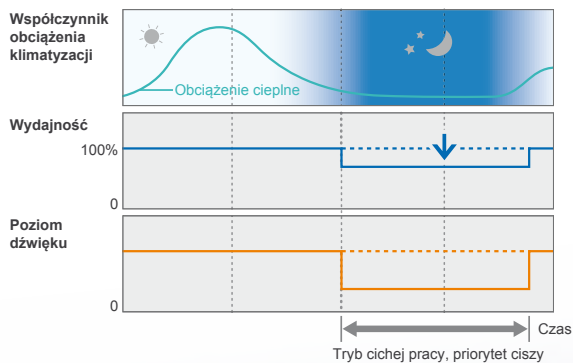 Współczynnik
obciążenia
klimatyzacji
Obciążenie cieplne
Wydajność
100%
0
Poziom
dźwięku
0
Czas
Tryb cichej pracy, priorytet ciszy